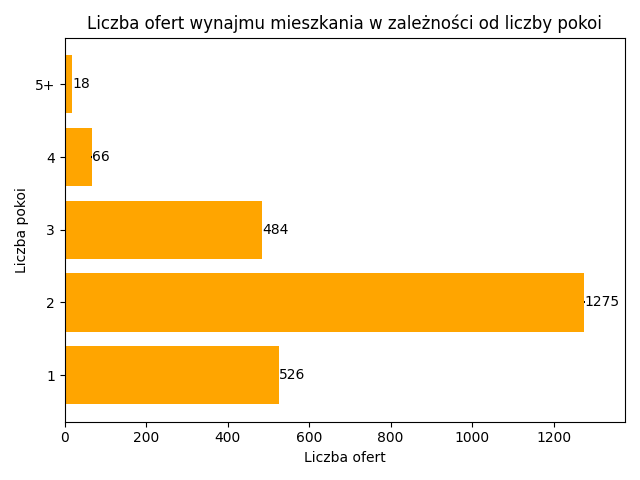 Liczba ofert wynajmu mieszkania w zależności od liczby pokoi
Liczba pokoi
5+ 18
4 66
3 484
2 1275
1 526
0 200 400 600 800 1000 1200
Liczba ofert